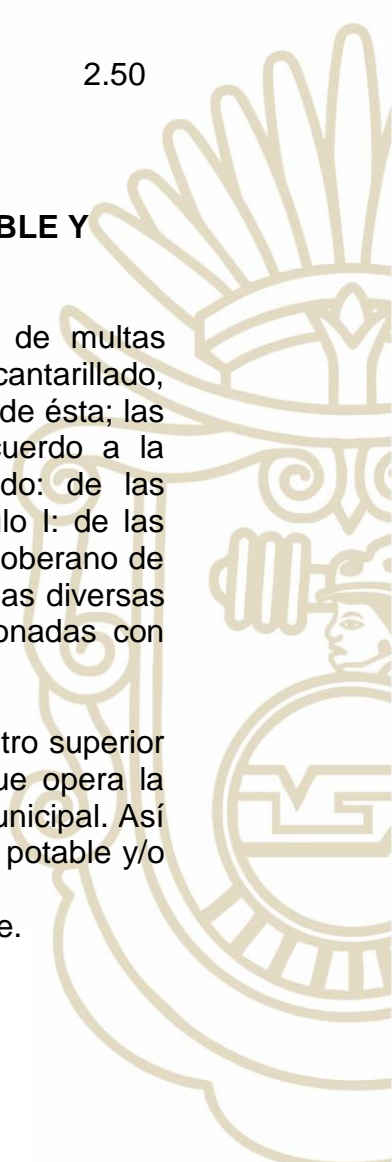 2.50
BLE Y
de multas
cantarillado,
de ésta; las
cuerdo a la
do: de las
ulo I: de las
oberano de
as diversas
onadas con
tro superior
ue opera la
unicipal. Así
potable y/o
e.